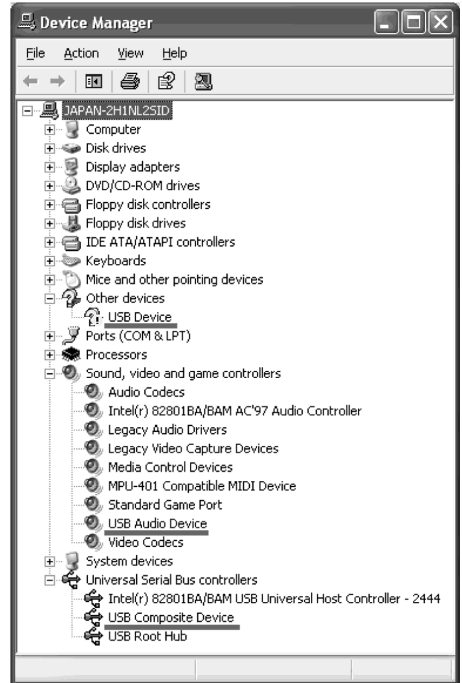 Device Manager
File Action View Help
JAPAN-2H1NL25ID
Computer
Disk drives
Display adapters
DVD/CD-ROM drives
Floppy disk controllers
Floppy disk drives
IDE ATA/ATAPI controllers
Keyboards
Mice and other pointing devices
Other devices
USB Device
Ports (COM & LPT)
Processors
Sound, video and game controllers
Audio Codecs
Intel(r) 82801BA/BAM AC'97 Audio Controller
Legacy Audio Drivers
Legacy Video Capture Devices
Media Control Devices
MPU-401 Compatible MIDI Device
Standard Game Port
USB Audio Device
Video Codecs
System devices
Universal Serial Bus controllers
Intel(r) 82801BA/BAM USB Universal Host Controller - 2444
USB Composite Device
USB Root Hub